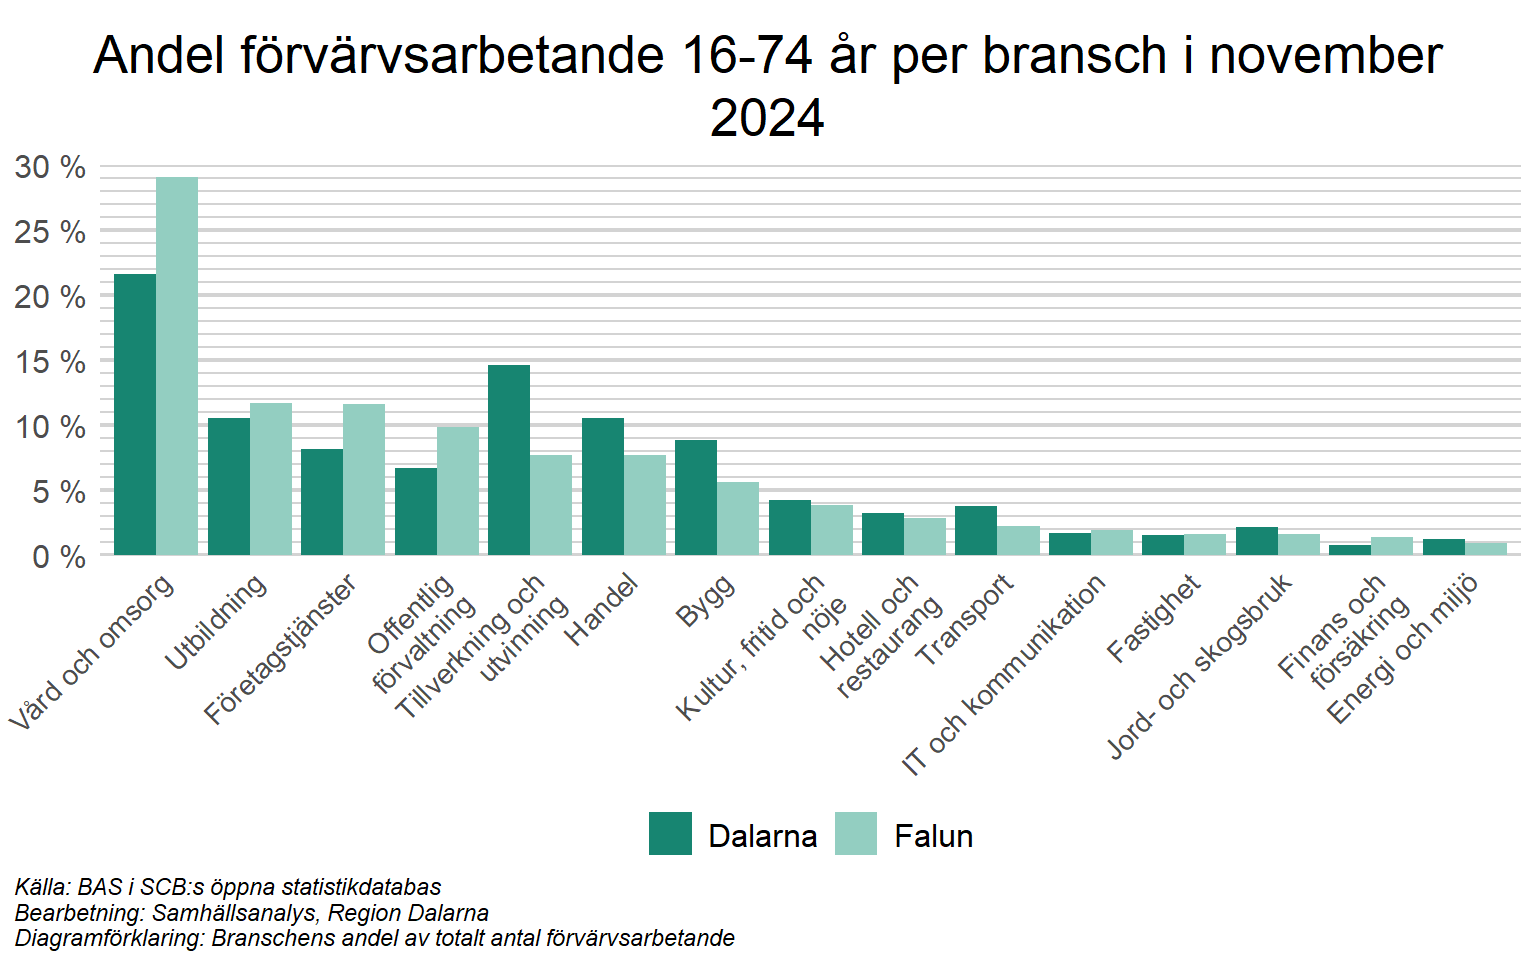 Andel förvärvsarbetande 16-74 år per bransch i november
2024
30 %
25 %
20 %
15 %
10 %
5 %
0 %
Vård och omsorg
Utbildning
Företagstjänster
Offentlig
förvaltning
Tillverkning och
utvinning
Handel
Bygg
Kultur, fritid och
nöje
Hotell och
restaurang
Transport
IT och kommunikation
Fastighet
Jord- och skogsbruk
Finans och
försäkring
Energi och miljö
Dalarna
Falun
Källa: BAS i SCB:s öppna statistikdatabas
Bearbetning: Samhällsanalys, Region Dalarna
Diagramförklaring: Branschens andel av totalt antal förvärvsarbetande